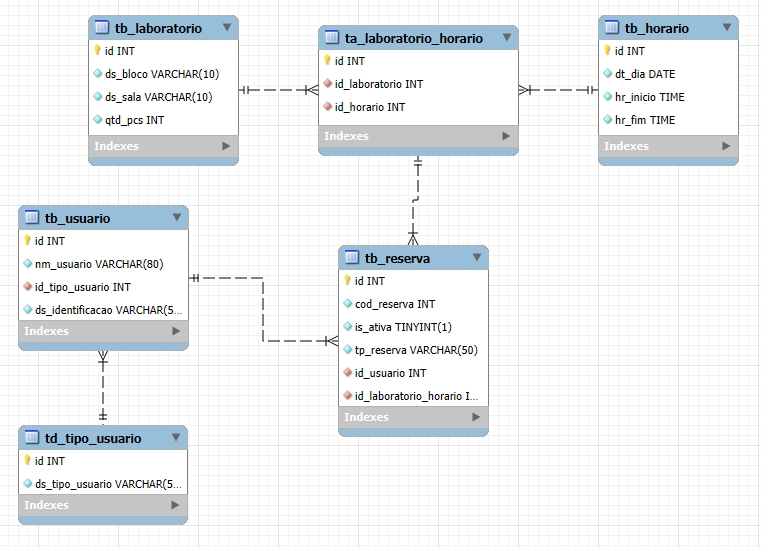 tb_laboratorio
id INT
ds_bloco VARCHAR(10)
ds_sala VARCHAR(10)
qtd_pcs INT
Indexes
ta_laboratorio_horario
id INT
id_laboratorio INT
id_horario INT
Indexes
tb_horario
id INT
dt_dia DATE
hr_inicio TIME
hr_fim TIME
Indexes
tb_usuario
id INT
nm_usuario VARCHAR(80)
id_tipo_usuario INT
ds_identificacao VARCHAR(5...
Indexes
tb_reserva
id INT
cod_reserva INT
is_ativa TINYINT(1)
tp_reserva VARCHAR(50)
id_usuario INT
id_laboratorio_horario I...
Indexes
td_tipo_usuario
id INT
ds_tipo_usuario VARCHAR(5...
Indexes